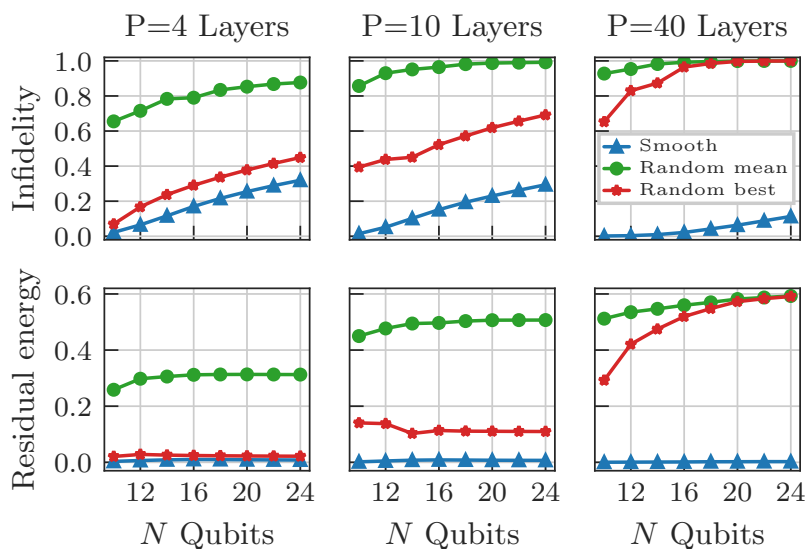 P=4 Layers P=10 Layers P=40 Layers
Infidelity
1.0
0.8
0.6
0.4
0.2
0.0
Smooth
Random mean
Random best
Residual energy
0.6
0.4
0.2
0.0
12 16 20 24 12 16 20 24 12 16 20 24
N Qubits N Qubits N Qubits